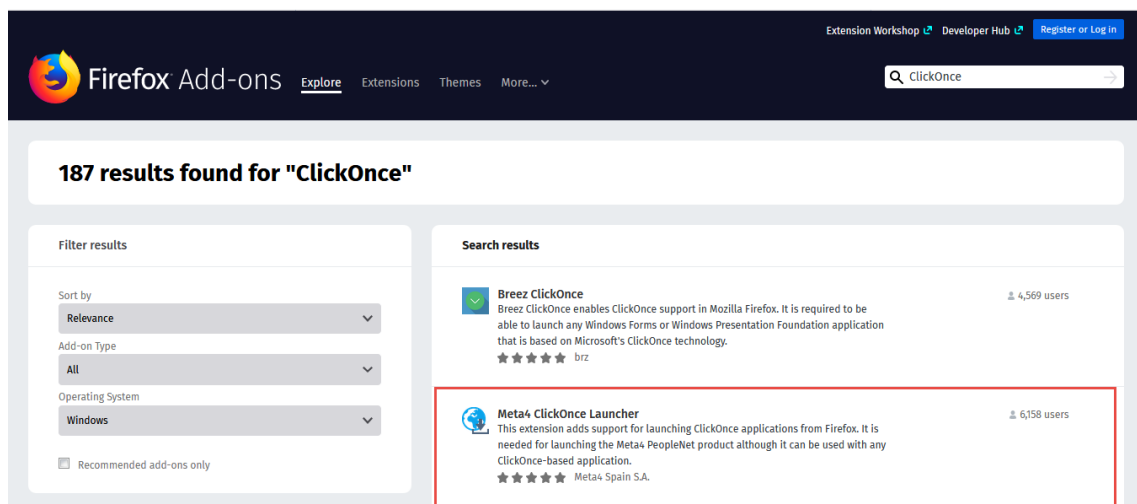 Extension Workshop Developer Hub Register or Log in
Firefox Add-ons Explore Extensions Themes More... ClickOnce
187 results found for "ClickOnce"
Filter results
Sort by
Relevance
Add-on Type
All
Operating System
Windows
Recommended add-ons only
Search results
Breez ClickOnce 4,569 users
Breez ClickOnce enables ClickOnce support in Mozilla Firefox. It is required to be
able to launch any Windows Forms or Windows Presentation Foundation application
that is based on Microsoft's ClickOnce technology.
brz
Meta4 ClickOnce Launcher 6,158 users
This extension adds support for launching ClickOnce applications from Firefox. It is
needed for launching the Meta4 PeopleNet product although it can be used with any
ClickOnce-based application.
Meta4 Spain S.A.